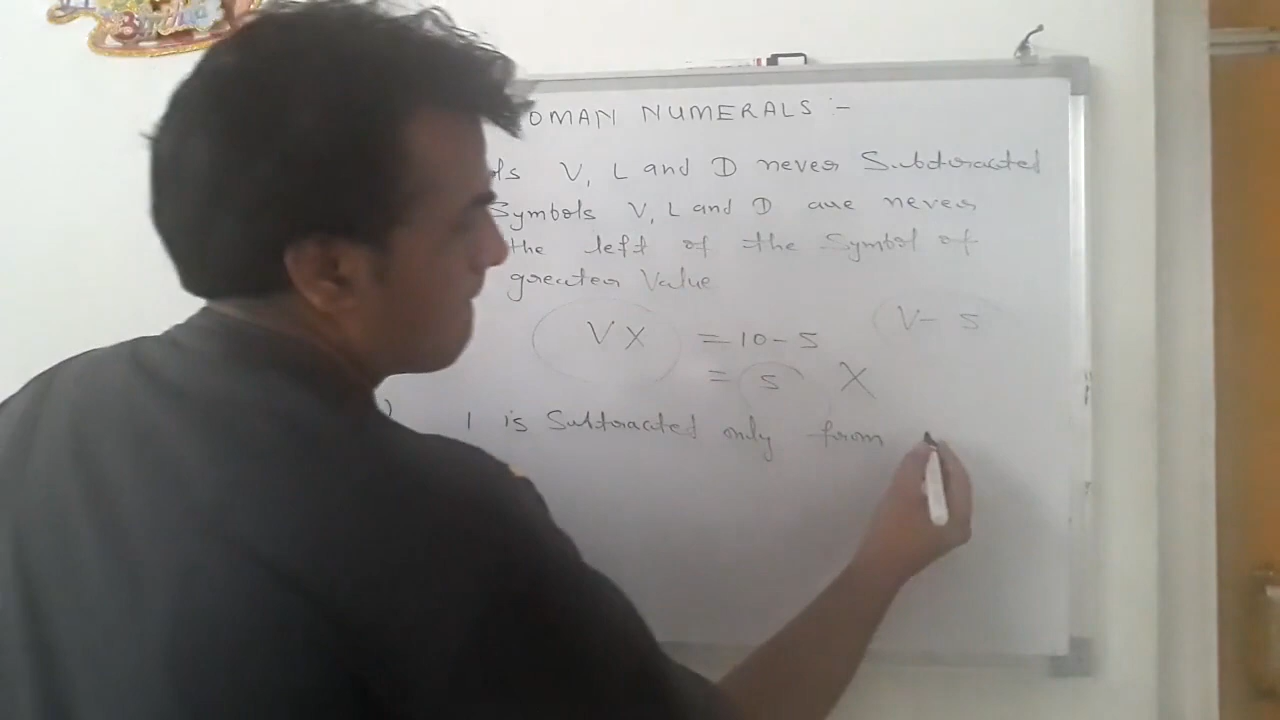 OMAN NUMERALS :-
ols V, L and D never Subtracted
Symbols V, L and D are never
the left of the Symbol of
greater Value
VX = 10 - 5
V - 5
= 5 X
) I is Subtracted only from